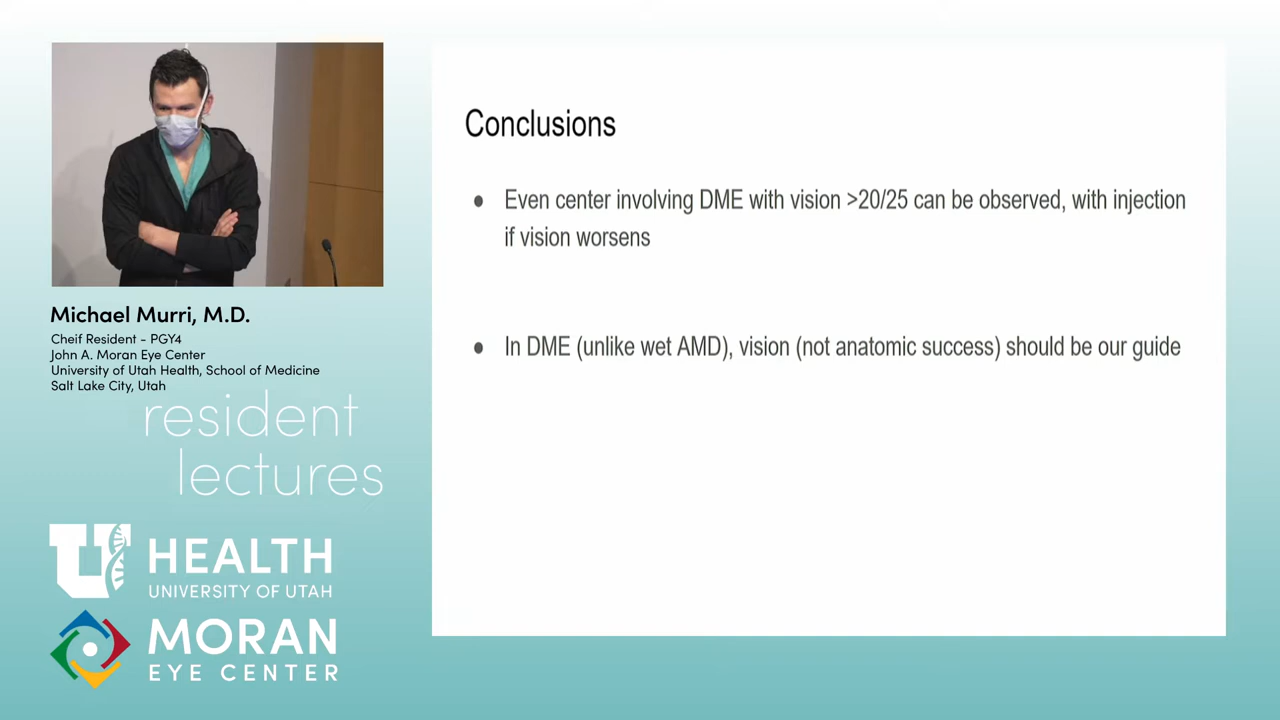 Conclusions
● Even center involving DME with vision >20/25 can be observed, with injection
if vision worsens
● In DME (unlike wet AMD), vision (not anatomic success) should be our guide
Michael Murri, M.D.
Cheif Resident - PGY4
John A. Moran Eye Center
University of Utah Health, School of Medicine
Salt Lake City, Utah
resident
lectures
U HEALTH
UNIVERSITY OF UTAH
MORAN
EYE CENTER